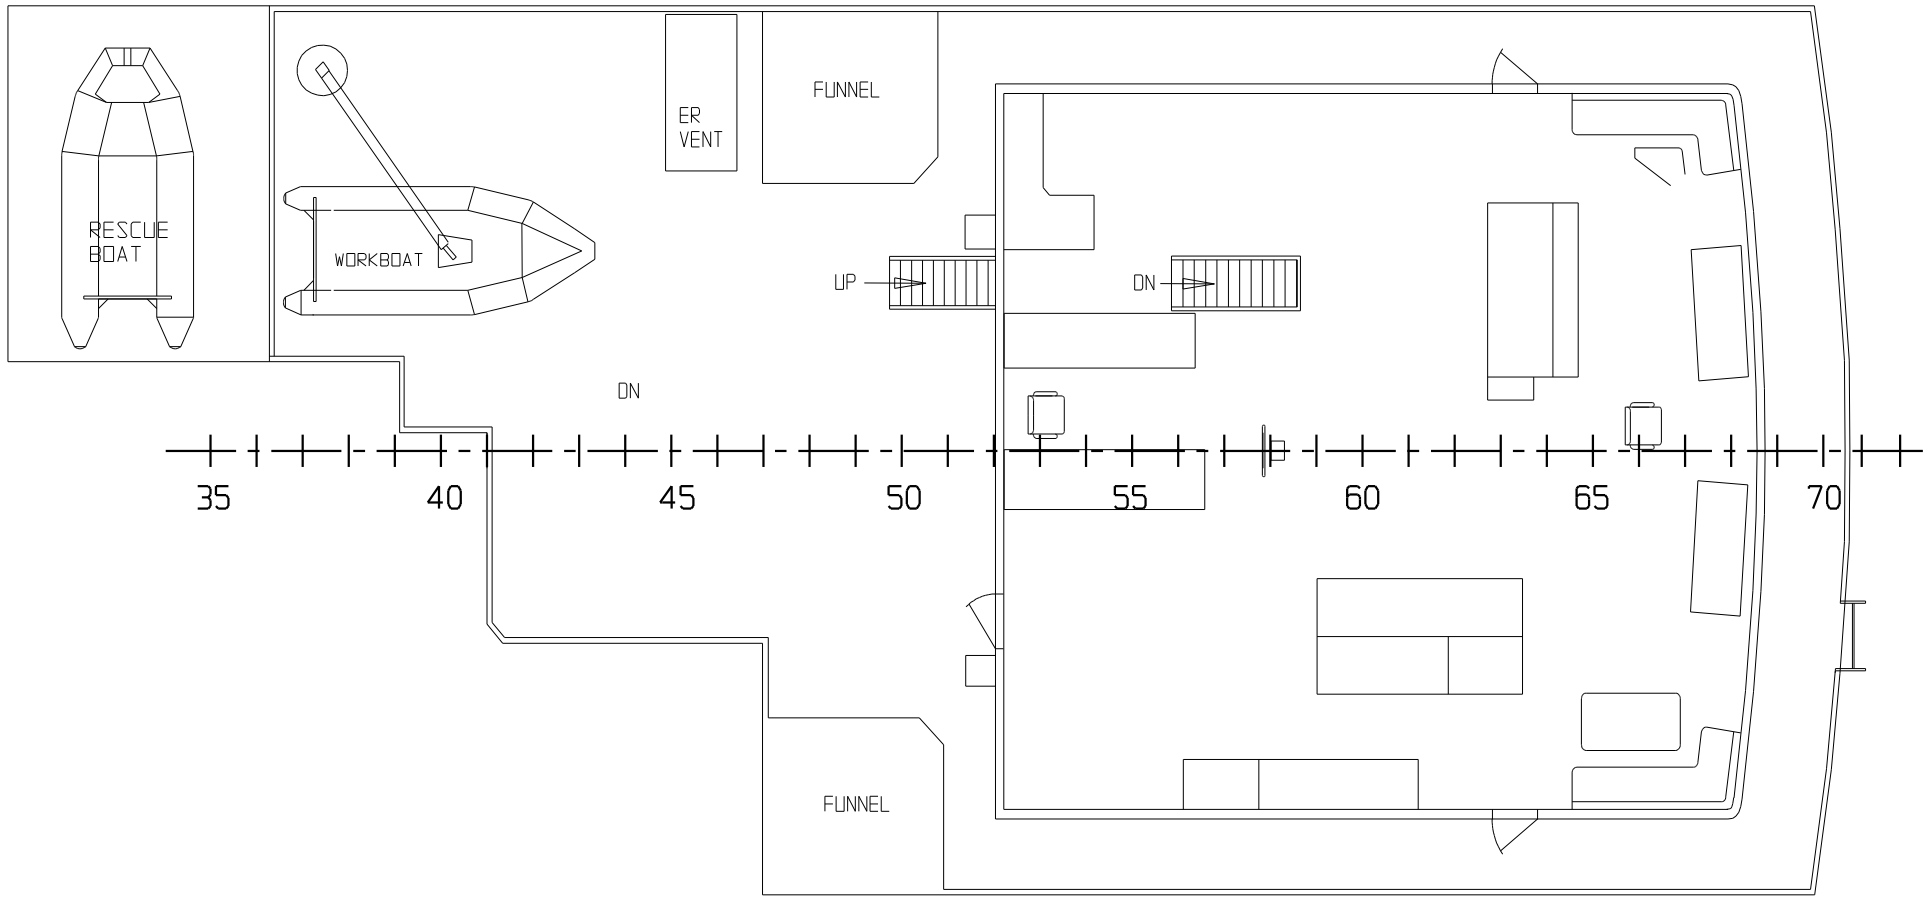 FUNNEL
ER
VENT
RESCUE
BOAT
WORKBOAT
UP
DN
DN
35 40 45 50 55 60 65 70
FUNNEL